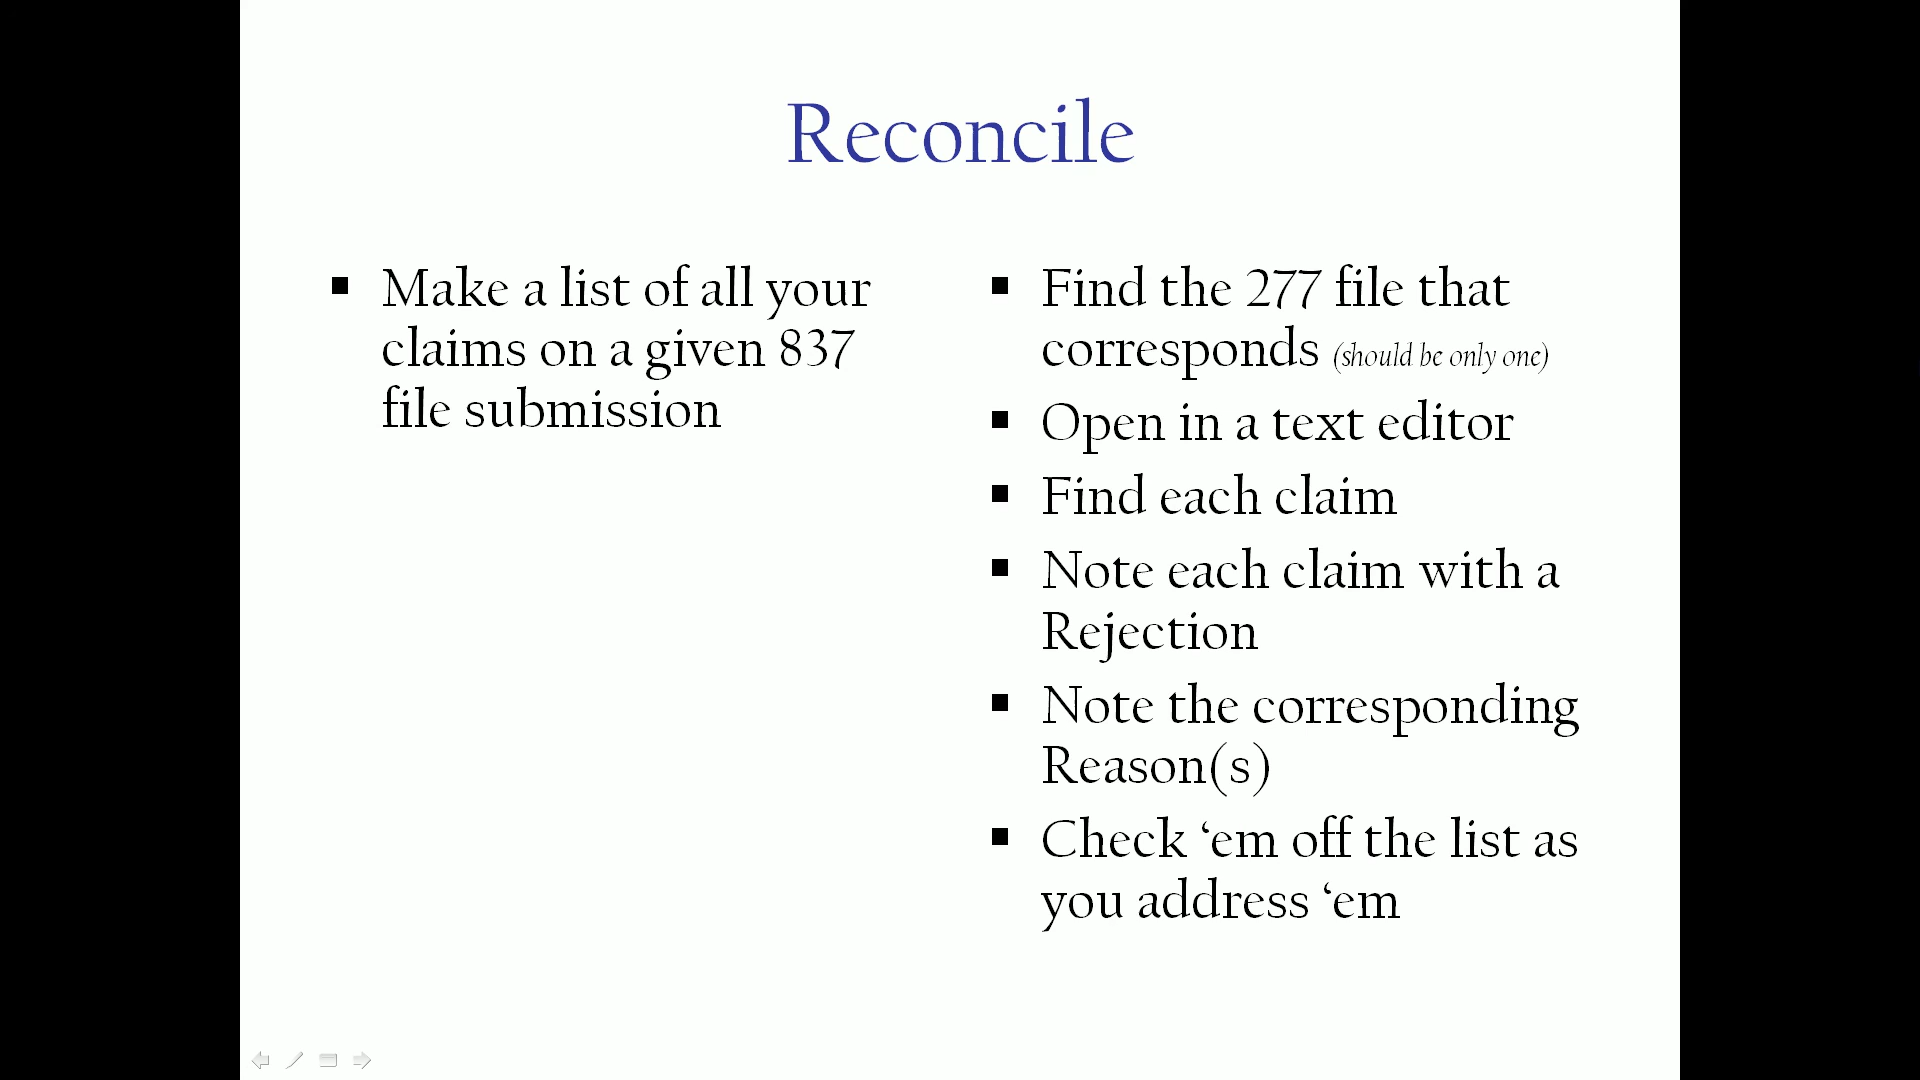 Reconcile
Make a list of all your
claims on a given 837
file submission
Find the 277 file that
corresponds (should be only one)
Open in a text editor
Find each claim
Note each claim with a
Rejection
Note the corresponding
Reason(s)
Check ‘em off the list as
you address ‘em